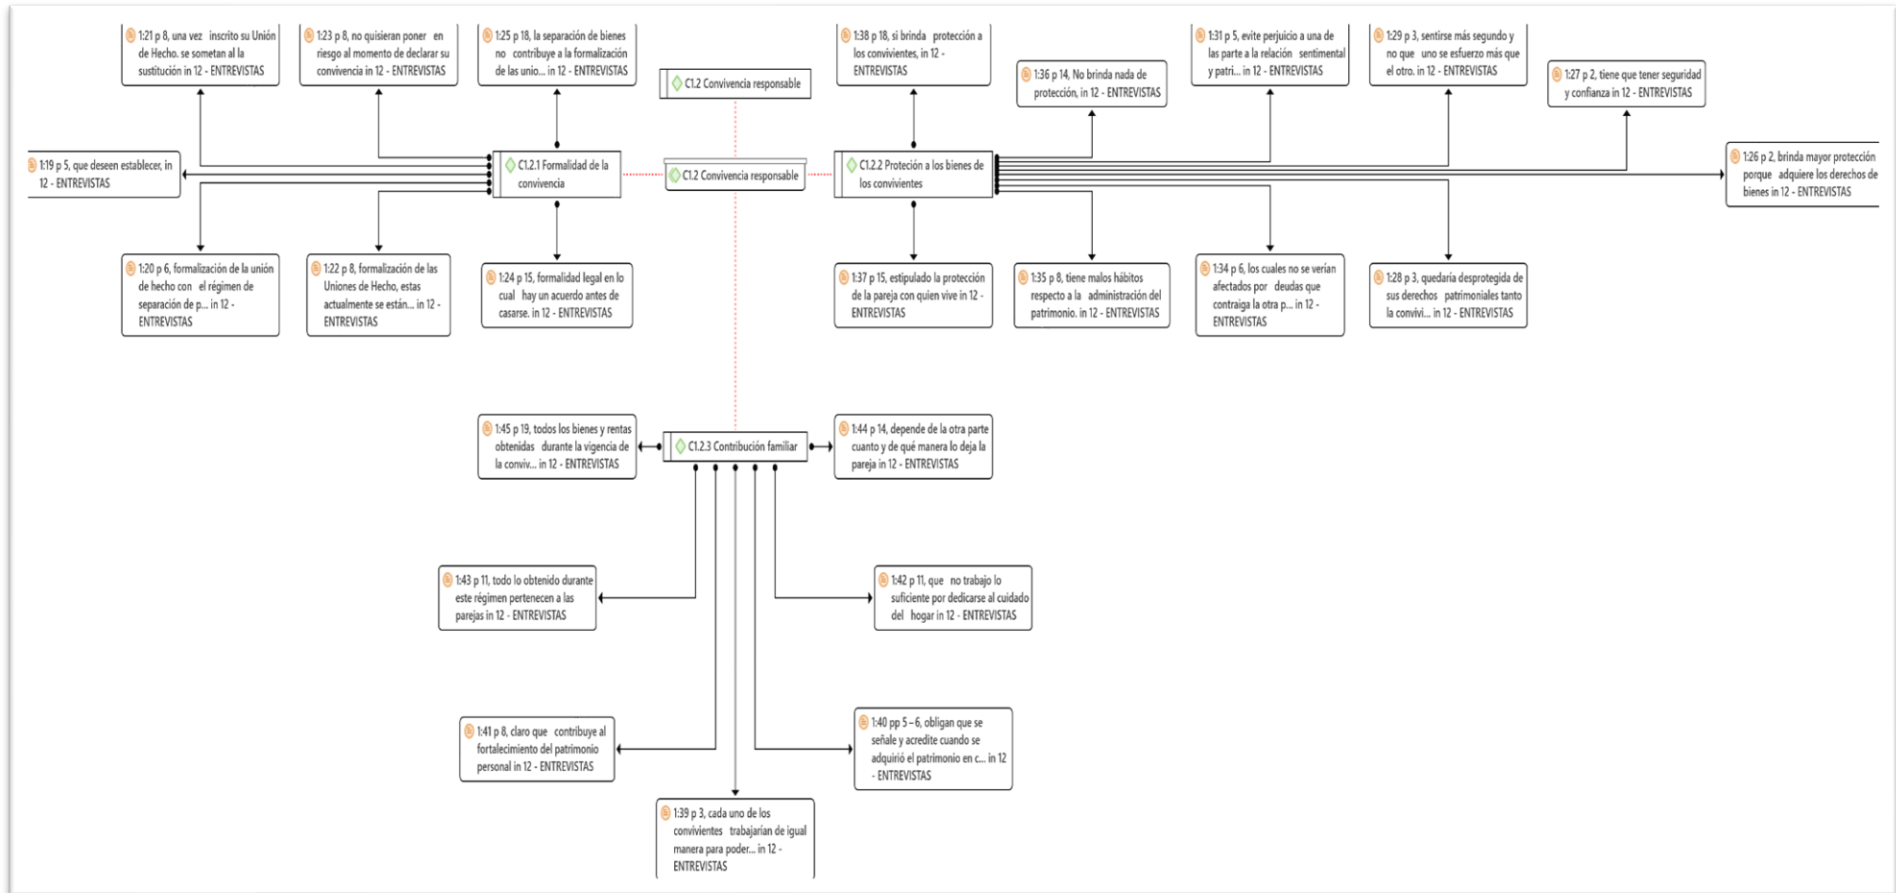 1:21 p 8, una vez inscrito su Unión
de Hecho. se sometan al la
sustitución in 12 - ENTREVISTAS
1:23 p 8, no quisieran poner en
riesgo al momento de declarar su
convivencia in 12 - ENTREVISTAS
1:25 p 18, la separación de bienes
no contribuye a la formalización
de las unio... in 12 - ENTREVISTAS
C1.2 Convivencia responsable
1:38 p 18, si brinda protección a
los convivientes, in 12 -
ENTREVISTAS
1:36 p 14, No brinda nada de
protección, in 12 - ENTREVISTAS
1:31 p 5, evite perjuicio a una de
las parte a la relación sentimental
y patri... in 12 - ENTREVISTAS
1:29 p 3, sentirse más segundo y
no que uno se esfuerzo más que
el otro. in 12 - ENTREVISTAS
1:27 p 2, tiene que tener seguridad
y confianza in 12 - ENTREVISTAS
1:19 p 5, que deseen establecer, in
12 - ENTREVISTAS
C1.2.1 Formalidad de la
convivencia
C1.2 Convivencia responsable
C1.2.2 Proteción a los bienes de
los convivientes
1:26 p 2, brinda mayor protección
porque adquiere los derechos de
bienes in 12 - ENTREVISTAS
1:20 p 6, formalización de la unión
de hecho con el régimen de
separación de p... in 12 -
ENTREVISTAS
1:22 p 8, formalización de las
Uniones de Hecho, estas
actualmente se están... in 12 -
ENTREVISTAS
1:24 p 15, formalidad legal en lo
cual hay un acuerdo antes de
casarse. in 12 - ENTREVISTAS
1:37 p 15, estipulado la protección
de la pareja con quien vive in 12 -
ENTREVISTAS
1:35 p 8, tiene malos hábitos
respecto a la administración del
patrimonio. in 12 - ENTREVISTAS
1:34 p 6, los cuales no se verían
afectados por deudas que
contraiga la otra p... in 12 -
ENTREVISTAS
1:28 p 3, quedaría desprotegida de
sus derechos patrimoniales tanto
la convivi... in 12 - ENTREVISTAS
1:45 p 19, todos los bienes y rentas
obtenidas durante la vigencia de
la conviv... in 12 - ENTREVISTAS
C1.2.3 Contribución familiar
1:44 p 14, depende de la otra parte
cuanto y de qué manera lo deja la
pareja in 12 - ENTREVISTAS
1:43 p 11, todo lo obtenido durante
este régimen pertenecen a las
parejas in 12 - ENTREVISTAS
1:42 p 11, que no trabajo lo
suficiente por dedicarse al cuidado
del hogar in 12 - ENTREVISTAS
1:41 p 8, claro que contribuye al
fortalecimiento del patrimonio
personal in 12 - ENTREVISTAS
1:40 pp 5 – 6, obligan que se
señale y acredite cuando se
adquirió el patrimonio en c... in 12
- ENTREVISTAS
1:39 p 3, cada uno de los
convivientes trabajarían de igual
manera para poder... in 12 -
ENTREVISTAS